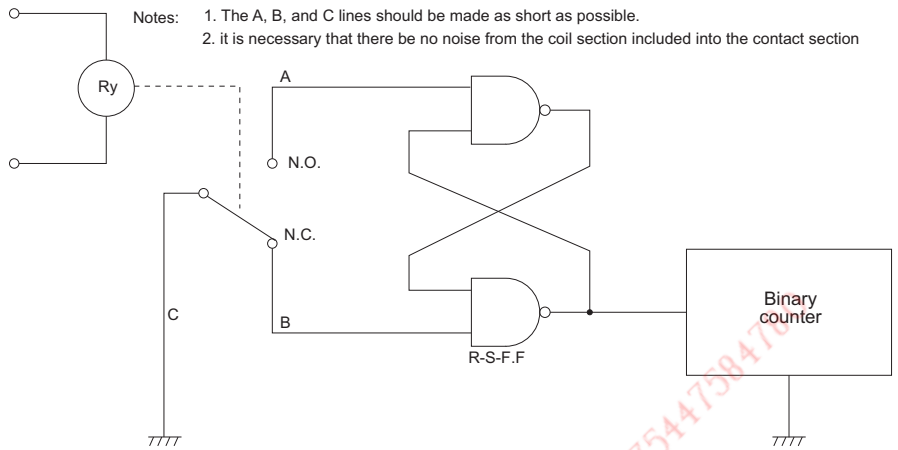 Notes: 1. The A, B, and C lines should be made as short as possible.
2. it is necessary that there be no noise from the coil section included into the contact section
Ry
A
N.O.
N.C.
C
B
R-S-F.F
Binary
counter